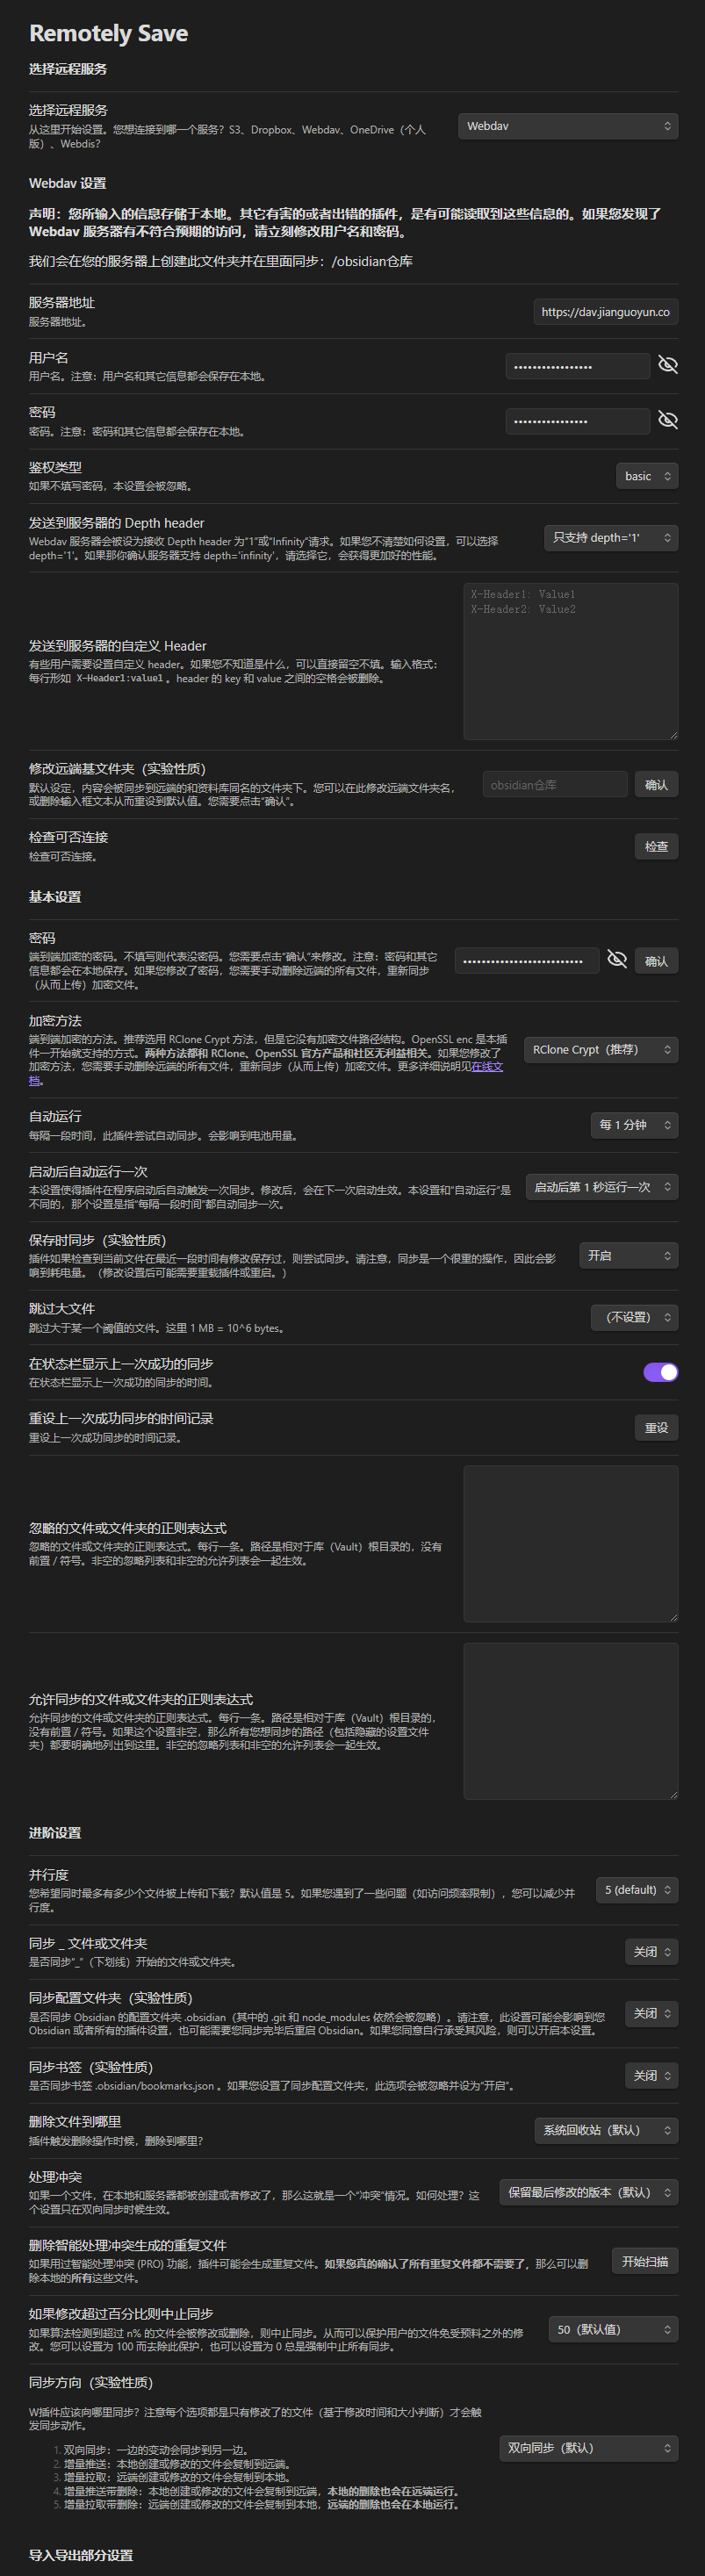 Remotely Save
选择远程服务
选择远程服务
从这里开始设置。您想连接到哪一个服务？S3、Dropbox、Webdav、OneDrive（个人
版）、Webdis？
Webdav
Webdav 设置
声明：您所输入的信息存储于本地。其它有害的或者出错的插件，是有可能读取到这些信息的。如果您发现了
Webdav 服务器有不符合预期的访问，请立刻修改用户名和密码。
我们会在您的服务器上创建此文件夹并在里面同步：/obsidian仓库
服务器地址
服务器地址。
https://dav.jianguoyun.co
用户名
用户名。注意：用户名和其它信息都会保存在本地。
密码
密码。注意：密码和其它信息都会保存在本地。
鉴权类型
如果不填写密码，本设置会被忽略。
basic
发送到服务器的 Depth header
Webdav 服务器会被设为接收 Depth header 为“1”或“Infinity”请求。如果您不清楚如何设置，可以选择
depth='1'。如果那你确认服务器支持 depth='infinity'，请选择它，会获得更加好的性能。
只支持 depth='1'
发送到服务器的自定义 Header
有些用户需要设置自定义 header。如果您不知道是什么，可以直接留空不填。输入格式：
每行形如 X-Header1:value1 。header 的 key 和 value 之间的空格会被删除。
X-Header1: Value1
X-Header2: Value2
修改远端基文件夹（实验性质）
默认设定，内容会被同步到远端的和资料库同名的文件夹下。您可以在此修改远端文件夹名，
或删除输入框文本从而重设到默认值。您需要点击“确认”。
obsidian仓库
确认
检查可否连接
检查可否连接。
检查
基本设置
密码
端到端加密的密码。不填写则代表没密码。您需要点击“确认”来修改。注意：密码和其它
信息都会在本地保存。如果您修改了密码，您需要手动删除远端的所有文件，重新同步
（从而上传）加密文件。
确认
加密方法
端到端加密的方法。推荐选用 RClone Crypt 方法，但是它没有加密文件路径结构。OpenSSL enc 是本插
件一开始就支持的方式。两种方法都和 RClone、OpenSSL 官方产品和社区无利益相关。如果您修改了
加密方法，您需要手动删除远端的所有文件，重新同步（从而上传）加密文件。更多详细说明见在线文
档。
RClone Crypt（推荐）
自动运行
每隔一段时间，此插件尝试自动同步。会影响到电池用量。
每 1 分钟
启动后自动运行一次
本设置使得插件在程序启动后自动触发一次同步。修改后，会在下一次启动生效。本设置和“自动运行”是
不同的，那个设置是指“每隔一段时间”都自动同步一次。
启动后第 1 秒运行一次
保存时同步（实验性质）
插件如果检查到当前文件在最近一段时间有修改保存过，则尝试同步。请注意，同步是一个很重的操作，因此会影
响到耗电量。（修改设置后可能需要重载插件或重启。）
开启
跳过大文件
跳过大于某一个阈值的文件。这里 1 MB = 10^6 bytes。
（不设置）
在状态栏显示上一次成功的同步
在状态栏显示上一次成功的同步的时间。
重设上一次成功同步的时间记录
重设上一次成功同步的时间记录。
重设
忽略的文件或文件夹的正则表达式
忽略的文件或文件夹的正则表达式。每行一条。路径是相对于库（Vault）根目录的，没有
前置 / 符号。非空的忽略列表和非空的允许列表会一起生效。
允许同步的文件或文件夹的正则表达式
允许同步的文件或文件夹的正则表达式。每行一条。路径是相对于库（Vault）根目录的，
没有前置 / 符号。如果这个设置非空，那么所有您想同步的路径（包括隐藏的设置文件
夹）都要明确地列出到这里。非空的忽略列表和非空的允许列表会一起生效。
进阶设置
并行度
您希望同时最多有多少个文件被上传和下载？默认值是 5。如果您遇到了一些问题（如访问频率限制），您可以减少并
行度。
5 (default)
同步 _ 文件或文件夹
是否同步“_”（下划线）开始的文件或文件夹。
关闭
同步配置文件夹（实验性质）
是否同步 Obsidian 的配置文件夹 .obsidian（其中的 .git 和 node_modules 依然会被忽略）。请注意，此设置可能会影响到您
Obsidian 或者所有的插件设置，也可能需要您同步完毕后重启 Obsidian。如果您同意自行承受其风险，则可以开启本设置。
关闭
同步书签（实验性质）
是否同步书签 .obsidian/bookmarks.json 。如果您设置了同步配置文件夹，此选项会被忽略并设为“开启”。
关闭
删除文件到哪里
插件触发删除操作时候，删除到哪里？
系统回收站（默认）
处理冲突
如果一个文件，在本地和服务器都被创建或者修改了，那么这就是一个“冲突”情况。如何处理？这
个设置只在双向同步时候生效。
保留最后修改的版本（默认）
删除智能处理冲突生成的重复文件
如果用过智能处理冲突 (PRO) 功能，插件可能会生成重复文件。如果您真的确认了所有重复文件都不需要了，那么可以删
除本地的所有这些文件。
开始扫描
如果修改超过百分比则中止同步
如果算法检测到超过 n% 的文件会被修改或删除，则中止同步。从而可以保护用户的文件免受预料之外的修
改。您可以设置为 100 而去除此保护，也可以设置为 0 总是强制中止所有同步。
50（默认值）
同步方向（实验性质）
W插件应该向哪里同步？注意每个选项都是只有修改了的文件（基于修改时间和大小判断）才会触
发同步动作。
1. 双向同步：一边的变动会同步到另一边。
2. 增量推送：本地创建或修改的文件会复制到远端。
3. 增量拉取：远端创建或修改的文件会复制到本地。
4. 增量推送带删除：本地创建或修改的文件会复制到远端，本地的删除也会在远端运行。
5. 增量拉取带删除：远端创建或修改的文件会复制到本地，远端的删除也会在本地运行。
双向同步（默认）
导入导出部分设置